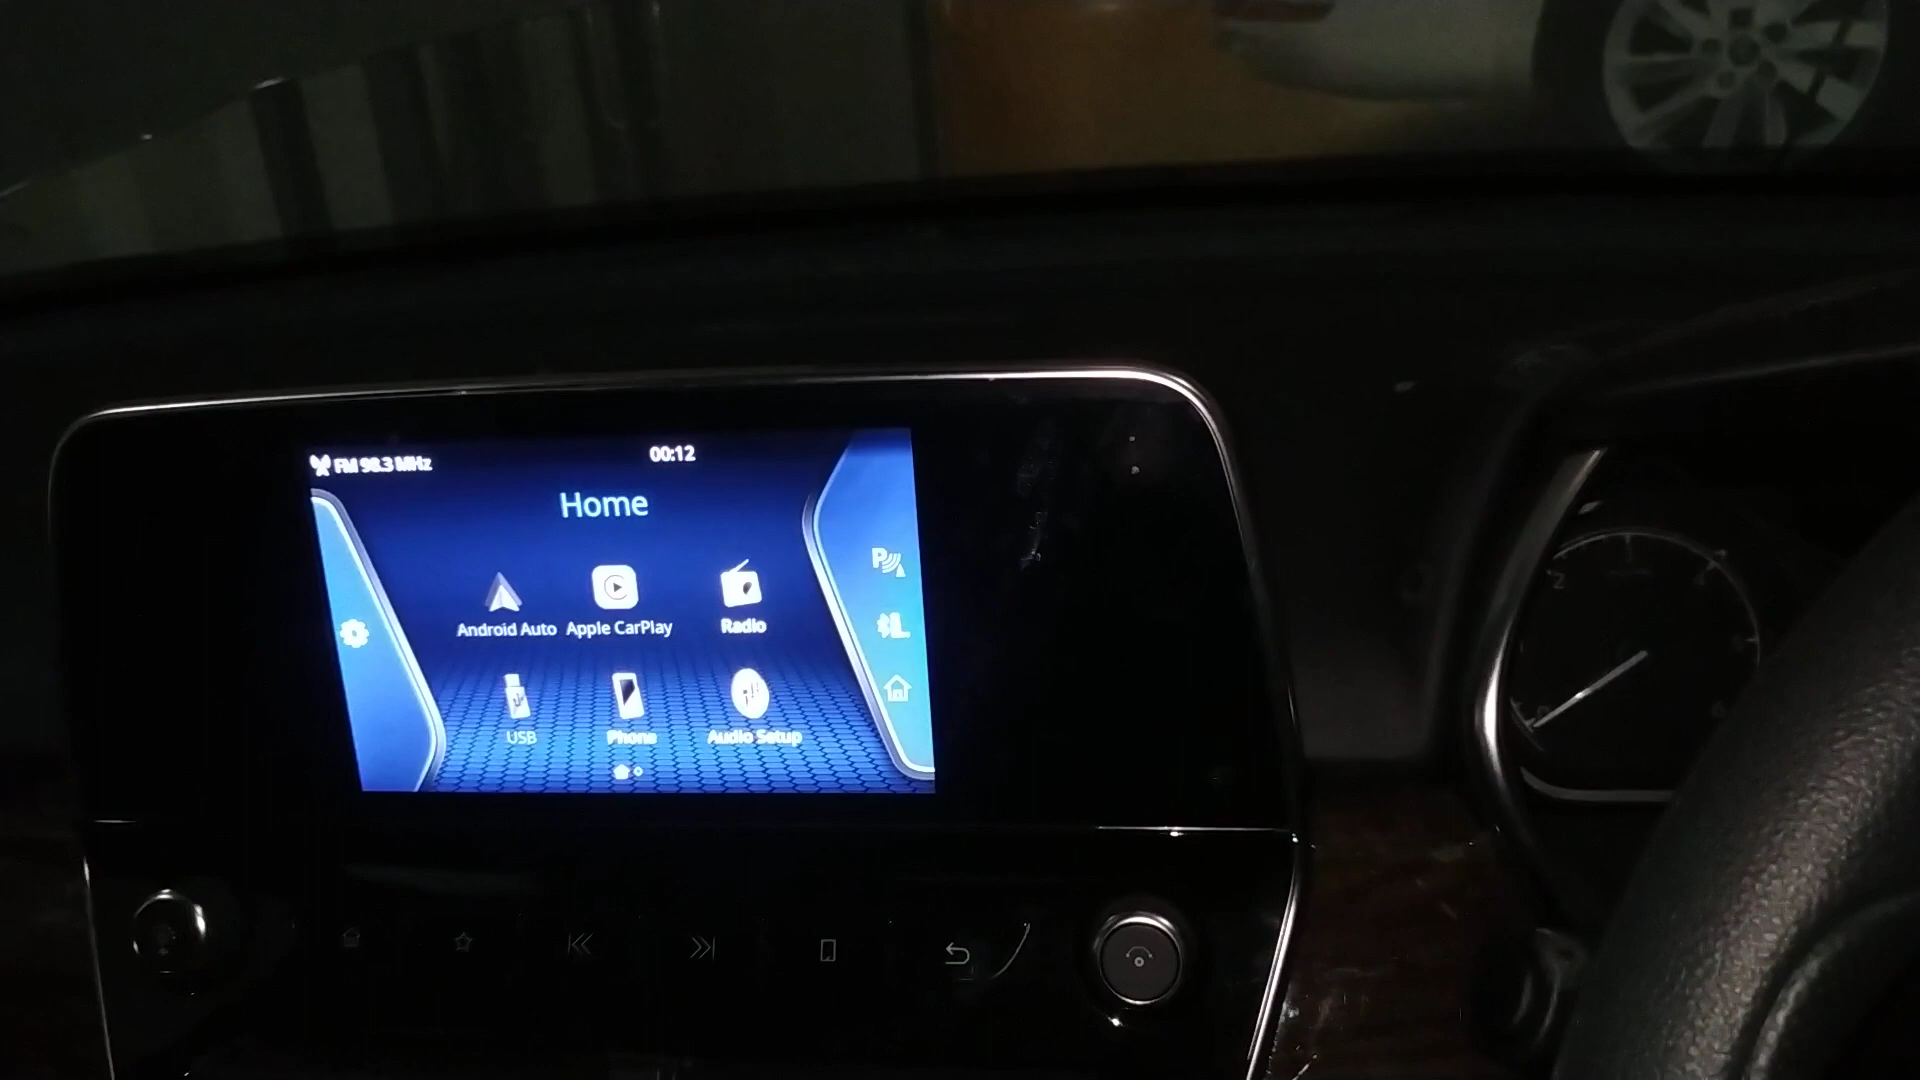 FM 98.3 MHz
00:12
Home
Android Auto
Apple CarPlay
Radio
USB
Phone
Audio Setup